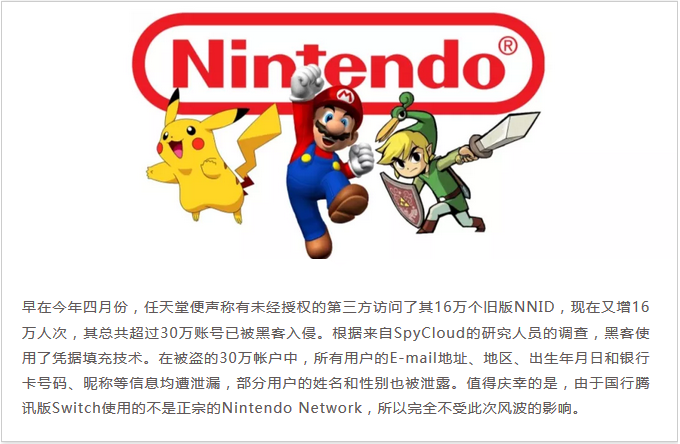 Nintendo®
M
早在今年四月份，任天堂便声称有未经授权的第三方访问了其16万个旧版NNID，现在又增16
万人次，其总共超过30万账号已被黑客入侵。根据来自SpyCloud的研究人员的调查，黑客使
用了凭据填充技术。在被盗的30万帐户中，所有用户的E-mail地址、地区、出生年月日和银行
卡号码、昵称等信息均遭泄漏，部分用户的姓名和性别也被泄露。值得庆幸的是，由于国行腾
讯版Switch使用的不是正宗的Nintendo Network，所以完全不受此次风波的影响。